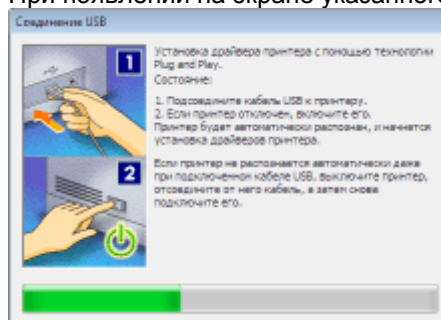 При появлении на экране указанного
Соединение USB
1
Установка драйвера принтера с помощью технологии
Plug and Play.
Состояние:
1. Подсоедините кабель USB к принтеру.
2. Если принтер отключен, включите его.
Принтер будет автоматически распознан, и начнется
установка драйверов принтера.
2
Если принтер не распознается автоматически даже
при подключенном кабеле USB, выключите принтер,
отсоедините от него кабель, а затем снова
подключите его.